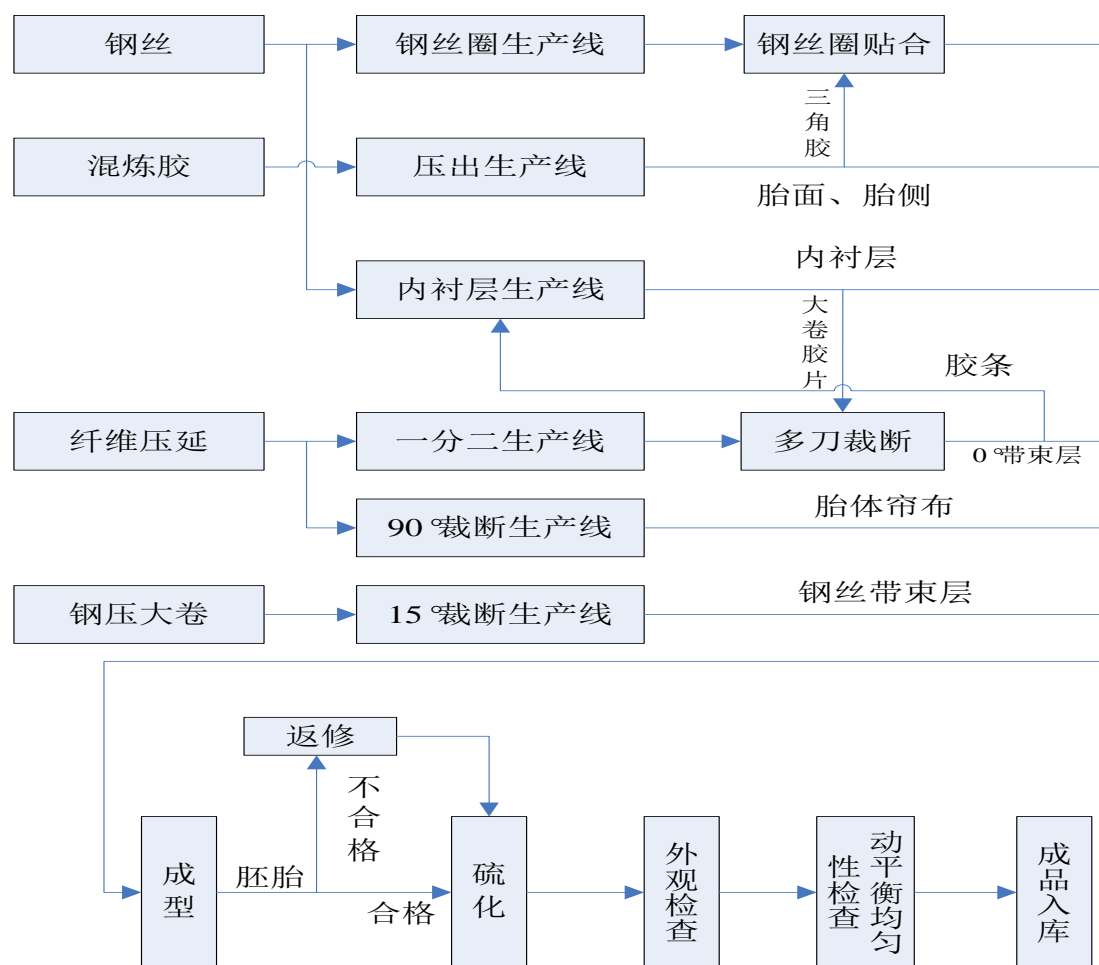 钢丝
钢丝圈生产线
钢丝圈贴合
三角胶
混炼胶
压出生产线
胎面、胎侧
内衬层
内衬层生产线
大卷胶片
胶条
纤维压延
一分二生产线
多刀裁断
0°带束层
胎体帘布
90°裁断生产线
钢丝带束层
钢压大卷
15°裁断生产线
返修
不合格
成型
胚胎
合格
硫化
外观检查
动平衡均匀
性检查
成品入库